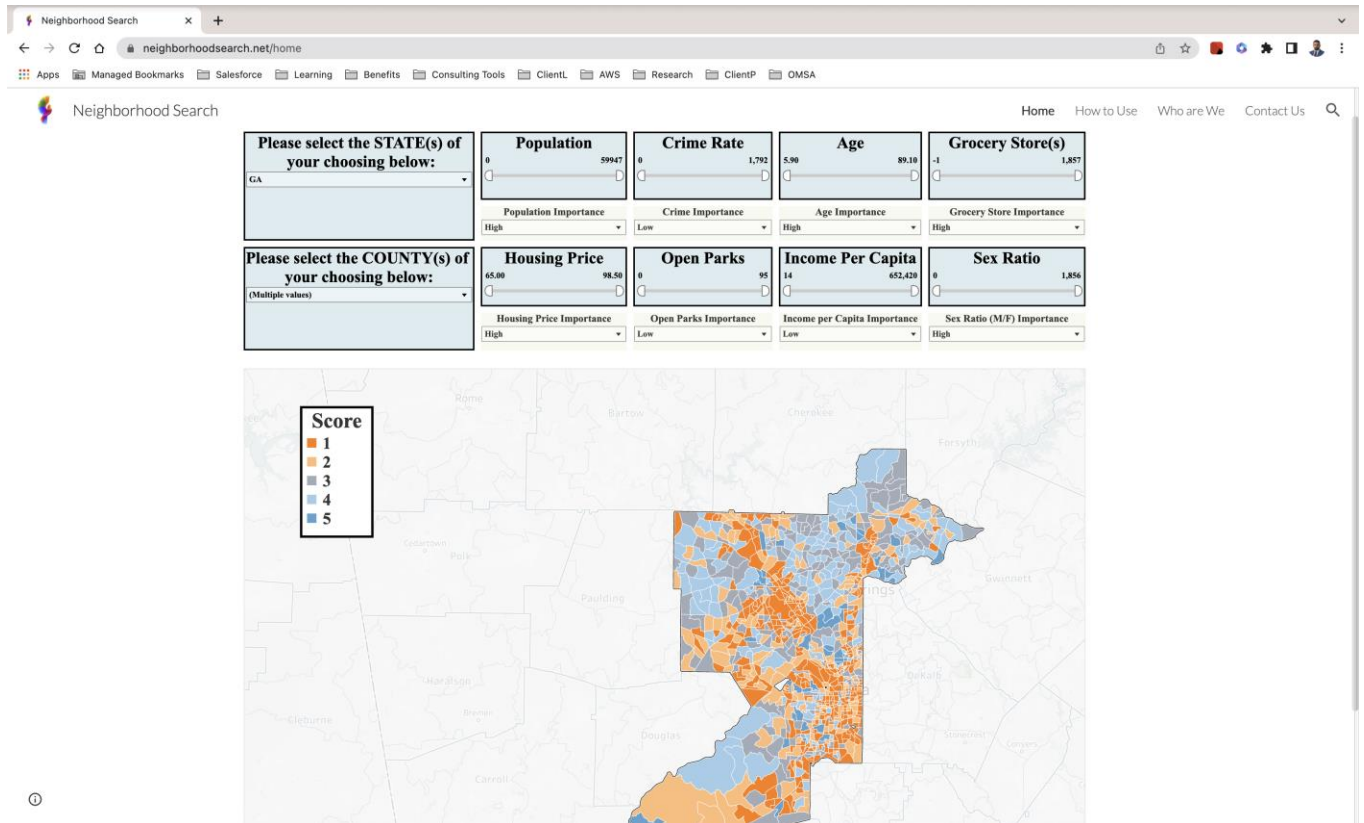 Neighborhood Search
neighborhoodsearch.net/home
Apps Managed Bookmarks Salesforce Learning Benefits Consulting Tools ClientL AWS Research ClientP OMSA
Neighborhood Search
Home How to Use Who are We Contact Us
Please select the STATE(s) of
your choosing below:
GA
Population
0 59947
Crime Rate
0 1,792
Age
5.90 89.10
Grocery Store(s)
-1 1,857
Population Importance
High
Crime Importance
Low
Age Importance
High
Grocery Store Importance
High
Please select the COUNTY(s) of
your choosing below:
(Multiple values)
Housing Price
65.00 98.50
Open Parks
0 95
Income Per Capita
14 652,420
Sex Ratio
0 1,856
Housing Price Importance
High
Open Parks Importance
Low
Income per Capita Importance
Low
Sex Ratio (M/F) Importance
High
Score
1
2
3
4
5
Rome
Bartow
Cherokee
Forsyth
Cedartown
Polk
Paulding
Gwinnett
rings
Haralson
DeKalb
a
Cleburne
Bremen
Douglas
Stonecrest
Conyers
Carroll